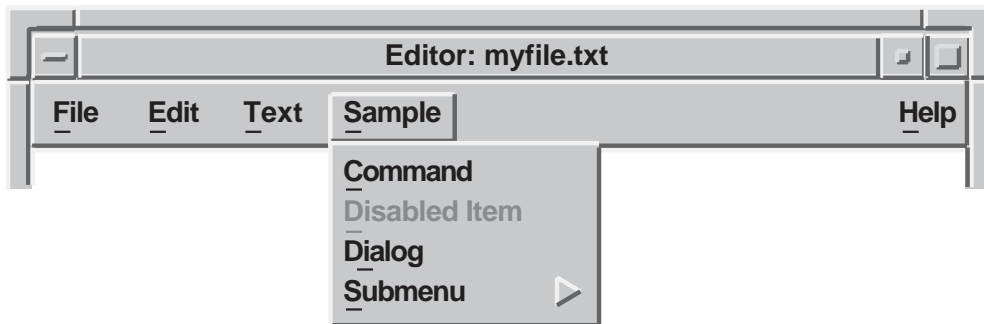 Editor: myfile.txt
File Edit Text Sample Help
Command
Disabled Item
Dialog
Submenu